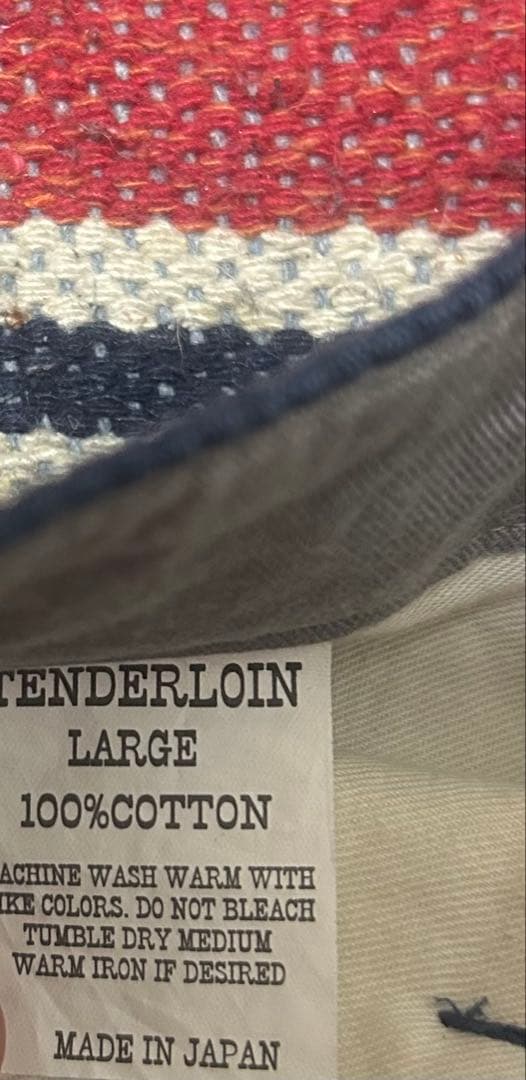 TENDERLOIN
LARGE
100%COTTON
ACHINE WASH WARM WITH
IKE COLORS. DO NOT BLEACH
TUMBLE DRY MEDIUM
WARM IRON IF DESIRED
MADE IN JAPAN